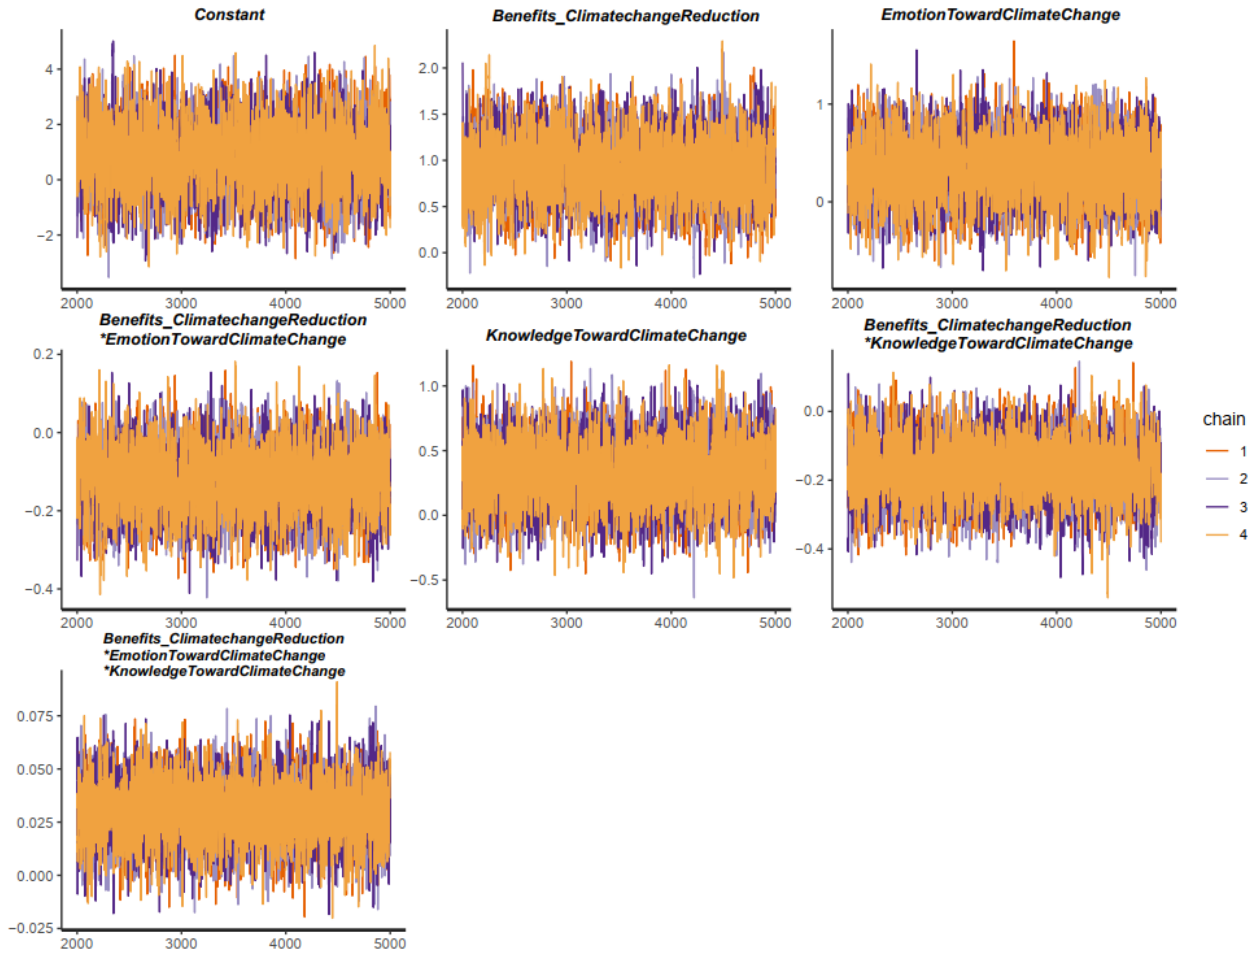 Constant
Benefits_ClimatechangeReduction
EmotionTowardClimateChange
4
2
0
−2
2000 3000 4000 5000
2.0
1.5
1.0
0.5
0.0
2000 3000 4000 5000
1
0
2000 3000 4000 5000
Benefits_ClimatechangeReduction
*EmotionTowardClimateChange
KnowledgeTowardClimateChange
Benefits_ClimatechangeReduction
*KnowledgeTowardClimateChange
0.2
0.0
−0.2
−0.4
2000 3000 4000 5000
1.0
0.5
0.0
−0.5
2000 3000 4000 5000
0.0
−0.2
−0.4
2000 3000 4000 5000
chain
1
2
3
4
Benefits_ClimatechangeReduction
*EmotionTowardClimateChange
*KnowledgeTowardClimateChange
0.075
0.050
0.025
0.000
−0.025
2000 3000 4000 5000